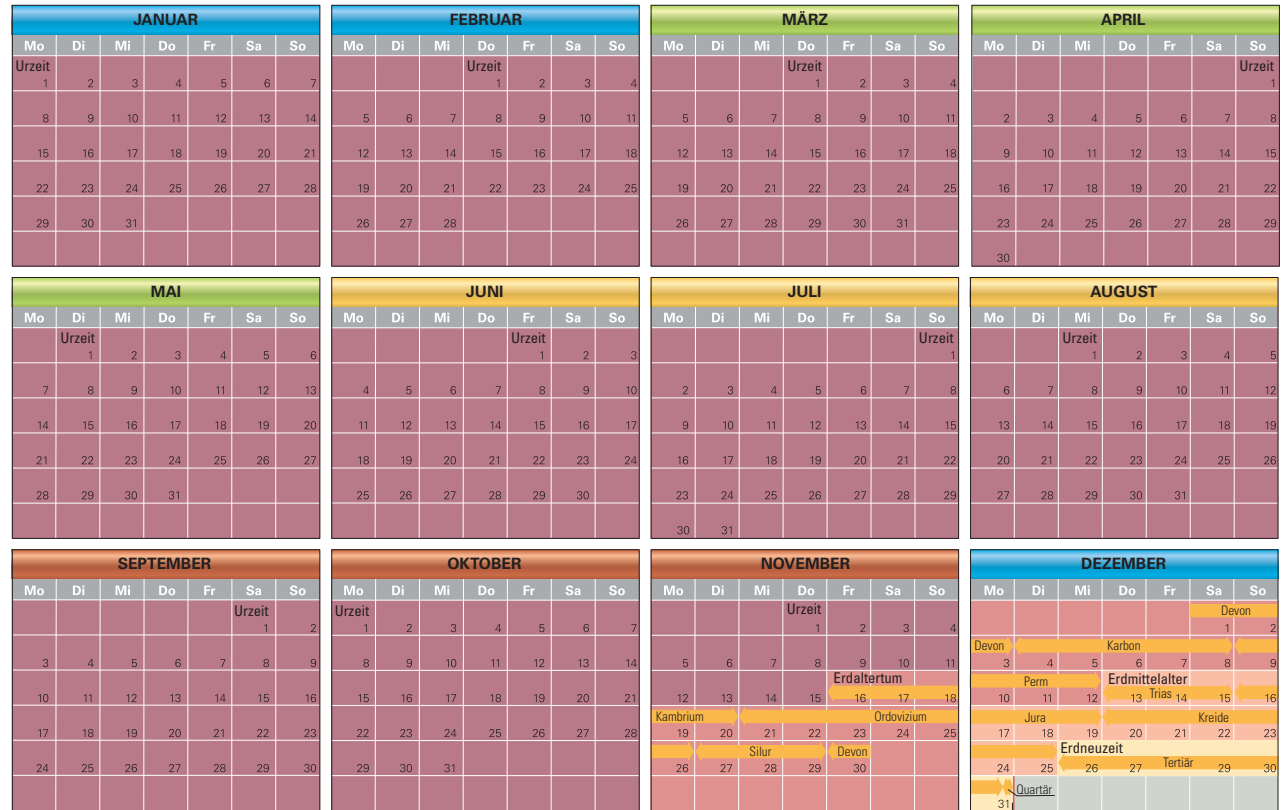 JANUAR
Mo Di Mi Do Fr Sa So
Urzeit
1 2 3 4 5 6 7
8 9 10 11 12 13 14
15 16 17 18 19 20 21
22 23 24 25 26 27 28
29 30 31
FEBRUAR
Mo Di Mi Do Fr Sa So
Urzeit
1 2 3 4
5 6 7 8 9 10 11
12 13 14 15 16 17 18
19 20 21 22 23 24 25
26 27 28
MÄRZ
Mo Di Mi Do Fr Sa So
Urzeit
1 2 3 4
5 6 7 8 9 10 11
12 13 14 15 16 17 18
19 20 21 22 23 24 25
26 27 28 29 30 31
APRIL
Mo Di Mi Do Fr Sa So
Urzeit
1
2 3 4 5 6 7 8
9 10 11 12 13 14 15
16 17 18 19 20 21 22
23 24 25 26 27 28 29
30
MAI
Mo Di Mi Do Fr Sa So
Urzeit
1 2 3 4 5 6
7 8 9 10 11 12 13
14 15 16 17 18 19 20
21 22 23 24 25 26 27
28 29 30 31
JUNI
Mo Di Mi Do Fr Sa So
Urzeit
1 2 3
4 5 6 7 8 9 10
11 12 13 14 15 16 17
18 19 20 21 22 23 24
25 26 27 28 29 30
JULI
Mo Di Mi Do Fr Sa So
Urzeit
1
2 3 4 5 6 7 8
9 10 11 12 13 14 15
16 17 18 19 20 21 22
23 24 25 26 27 28 29
30 31
AUGUST
Mo Di Mi Do Fr Sa So
Urzeit
1 2 3 4 5
6 7 8 9 10 11 12
13 14 15 16 17 18 19
20 21 22 23 24 25 26
27 28 29 30 31
SEPTEMBER
Mo Di Mi Do Fr Sa So
Urzeit
1 2
3 4 5 6 7 8 9
10 11 12 13 14 15 16
17 18 19 20 21 22 23
24 25 26 27 28 29 30
OKTOBER
Mo Di Mi Do Fr Sa So
Urzeit
1 2 3 4 5 6 7
8 9 10 11 12 13 14
15 16 17 18 19 20 21
22 23 24 25 26 27 28
29 30 31
NOVEMBER
Mo Di Mi Do Fr Sa So
Urzeit
1 2 3 4
5 6 7 8 9 10 11
Erdaltertum
12 13 14 15 16 17 18
Kambrium Ordovizium
19 20 21 22 23 24 25
Silur Devon
26 27 28 29 30
DEZEMBER
Mo Di Mi Do Fr Sa So
Devon
1 2
Devon Karbon
3 4 5 6 7 8 9
Perm Erdmittelalter
Trias
10 11 12 13 14 15 16
Jura Kreide
17 18 19 20 21 22 23
Erdneuzeit
Tertiär
24 25 26 27 29 30
Quartär
31